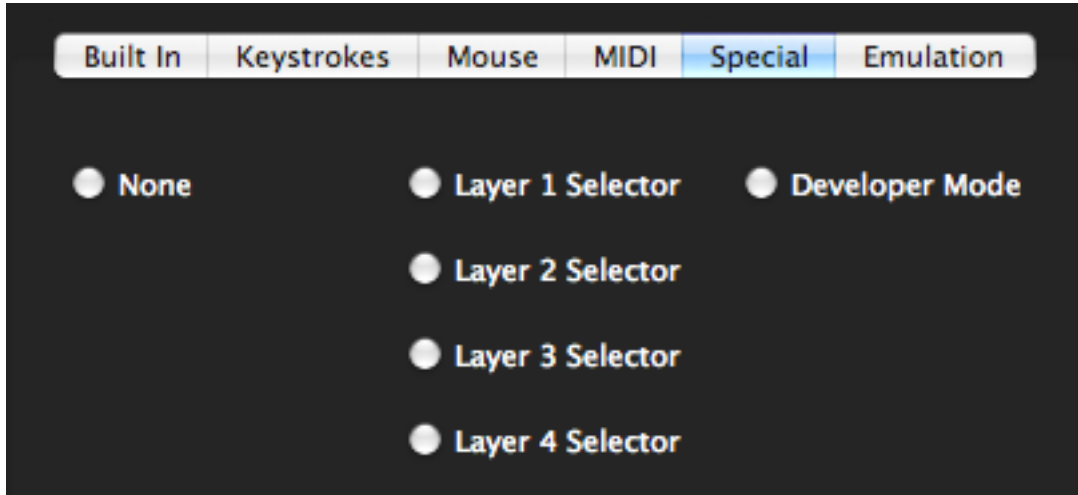 Built In Keystrokes Mouse MIDI Special Emulation
None Layer 1 Selector Developer Mode
Layer 2 Selector
Layer 3 Selector
Layer 4 Selector